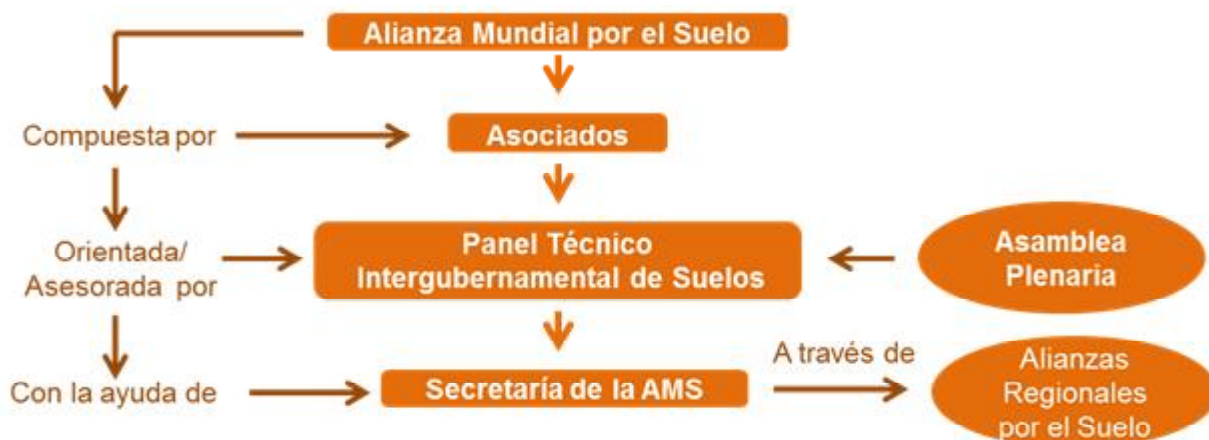 Alianza Mundial por el Suelo
Compuesta por
Asociados
Orientada/
Asesorada por
Panel Técnico
Intergubernamental de Suelos
Asamblea
Plenaria
Con la ayuda de
Secretaría de la AMS
A través de
Alianzas
Regionales
por el Suelo